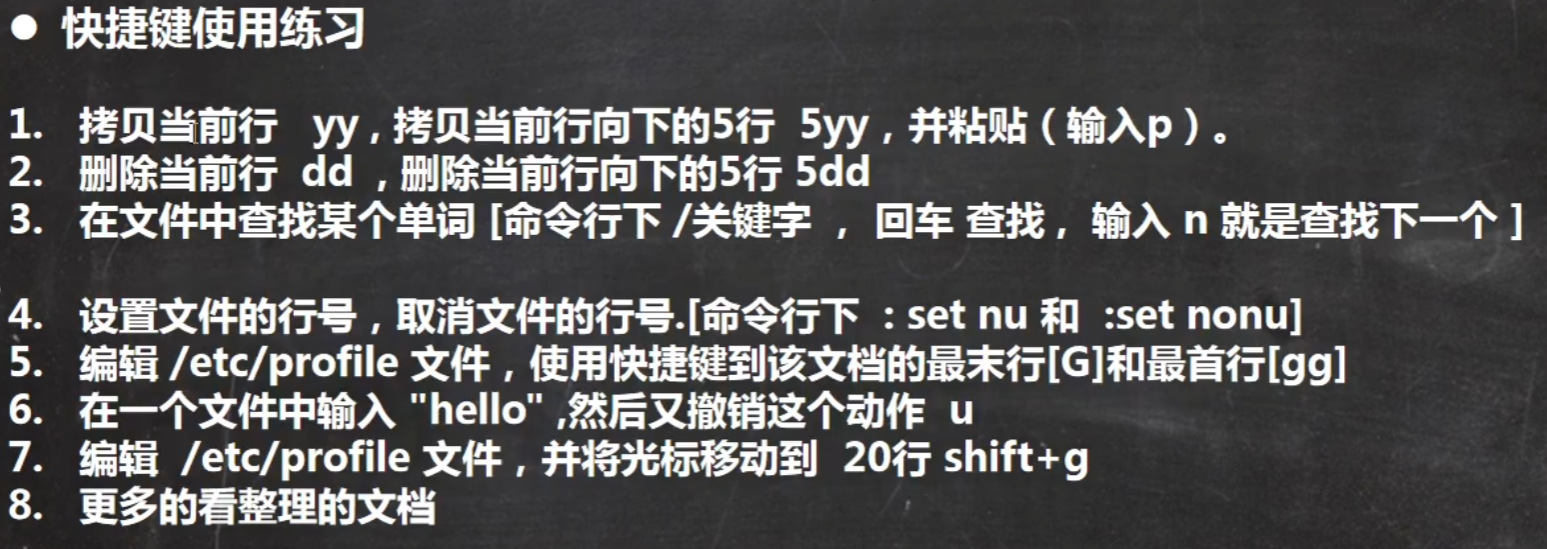 ● 快捷键使用练习
1. 拷贝当前行 yy , 拷贝当前行向下的5行 5yy，并粘贴（输入p）。
2. 删除当前行 dd , 删除当前行向下的5行 5dd
3. 在文件中查找某个单词 [命令行下 /关键字 ， 回车 查找 , 输入 n 就是查找下一个 ]
4. 设置文件的行号，取消文件的行号.[命令行下 : set nu 和 :set nonu]
5. 编辑 /etc/profile 文件，使用快捷键到该文档的最末行[G]和最首行[gg]
6. 在一个文件中输入 "hello" ,然后又撤销这个动作 u
7. 编辑 /etc/profile 文件，并将光标移动到 20行 shift+g
8. 更多的看整理的文档